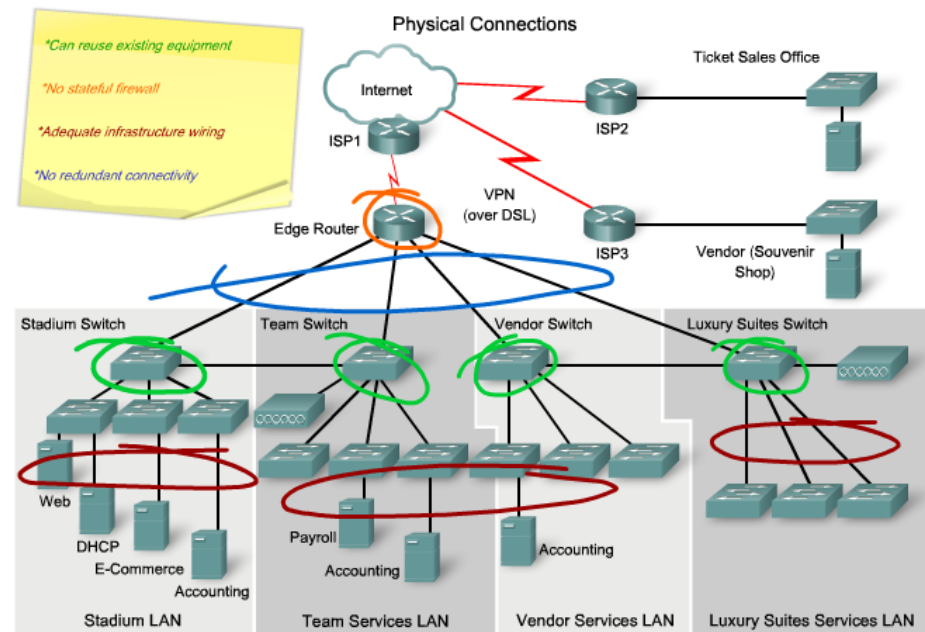 Physical Connections
*Can reuse existing equipment
*No stateful firewall
*Adequate infrastructure wiring
*No redundant connectivity
Internet
ISP1
ISP2
Ticket Sales Office
Edge Router
VPN
(over DSL)
ISP3
Vendor (Souvenir
Shop)
Stadium Switch
Team Switch
Vendor Switch
Luxury Suites Switch
Web
DHCP
E-Commerce
Accounting
Payroll
Accounting
Accounting
Stadium LAN
Team Services LAN
Vendor Services LAN
Luxury Suites Services LAN